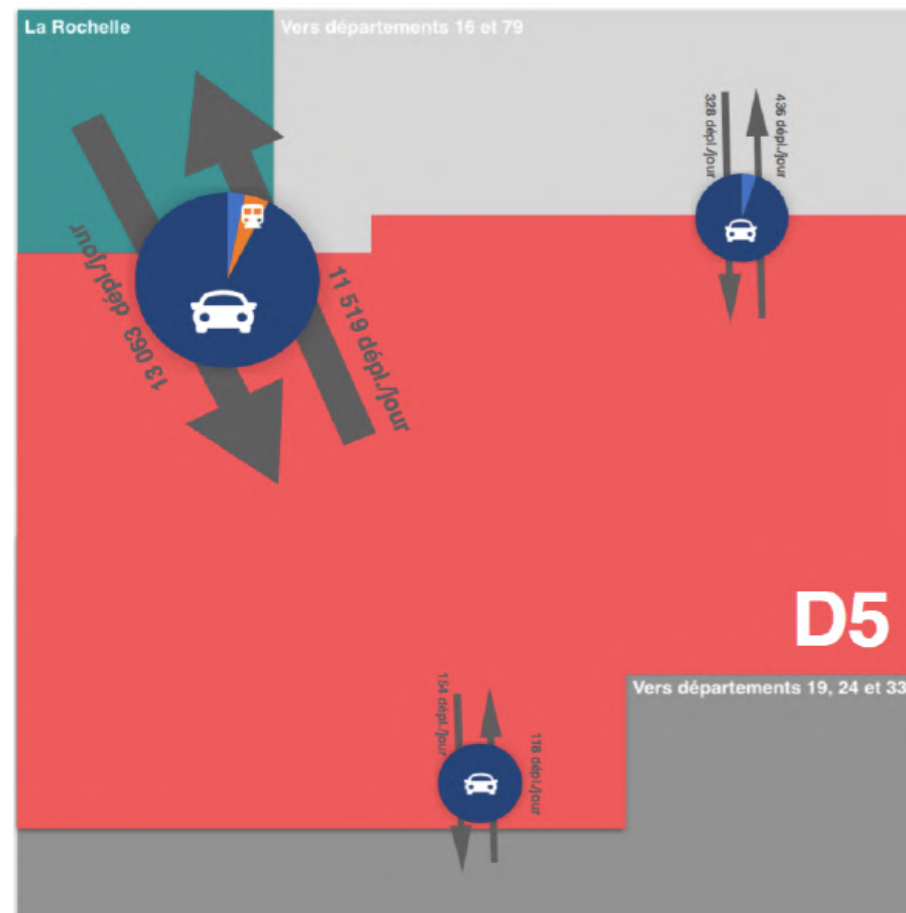 La Rochelle
Vers départements 16 et 79
328 dépl./jour
436 dépl./jour
13 063 dépl./jour
11 519 dépl./jour
D5
Vers départements 19, 24 et 33
154 dépl./jour
118 dépl./jour